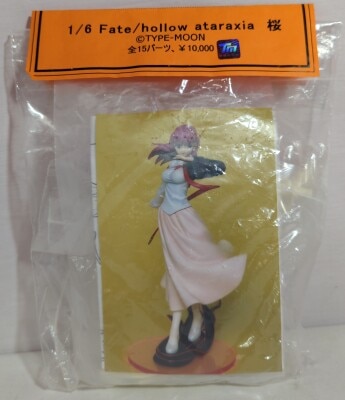 1/6 Fate/hollow ataraxia 桜
©TYPE-MOON
全15パーツ、￥10,000